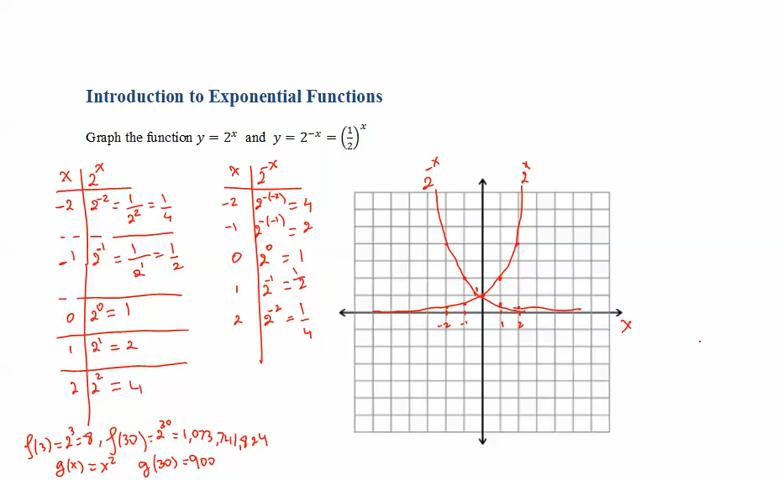 Introduction to Exponential Functions
Graph the function y = 2^x and y = 2^-x = (1/2)^x
x 2^x
-2 2^-2 = 1/2^2 = 1/4
-1 2^-1 = 1/2^1 = 1/2
0 2^0 = 1
1 2^1 = 2
2 2^2 = 4
x 2^-x
-2 2^-(-2) = 4
-1 2^-(-1) = 2
0 2^0 = 1
1 2^-1 = 1/2
2 2^-2 = 1/4
2^-x 2^x
-2 -1 1 2
x
f(3) = 2^3 = 8, f(30) = 2^30 = 1,073,741,824
g(x) = x^2 g(30) = 900